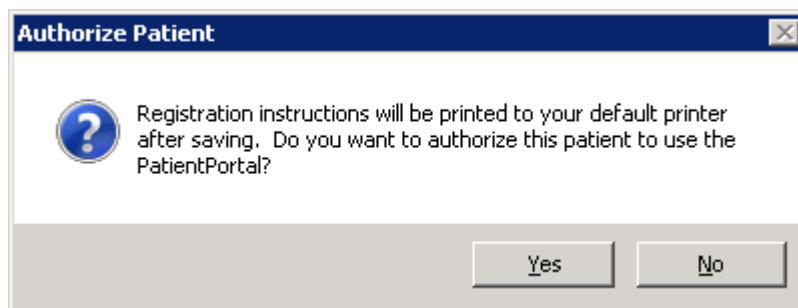 Authorize Patient
Registration instructions will be printed to your default printer
after saving.  Do you want to authorize this patient to use the
PatientPortal?
Yes
No